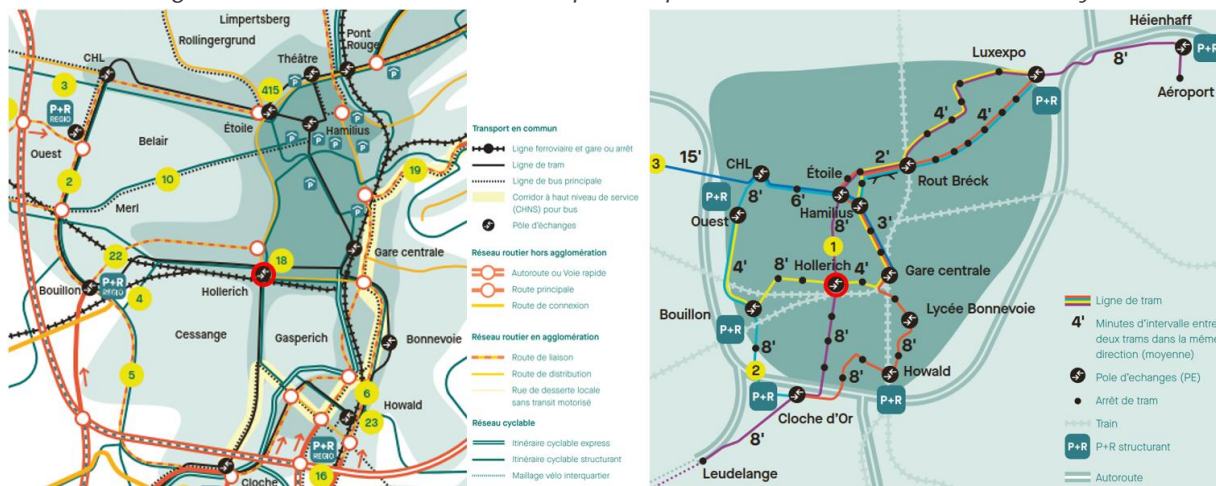 Limpertsberg
Rollingergrund
Pont
Rouge
CHL
Théâtre
3
415
P+R
REGIO
Étoile
Hamilius
Ouest
Belair
2
10
19
Merl
22
18
Gare centrale
Bouillon
P+R
REGIO
4
Hollerich
Cessange
Gasperich
Bonnevoie
5
6
Howald
23
P+R
REGIO
16
Cloche
Transport en commun
Ligne ferroviaire et gare ou arrêt
Ligne de tram
Ligne de bus principale
Corridor à haut niveau de service
(CHNS) pour bus
Pôle d'échanges
Réseau routier hors agglomération
Autoroute ou Voie rapide
Route principale
Route de connexion
Réseau routier en agglomération
Route de liaison
Route de distribution
Rue de desserte locale
sans transit motorisé
Réseau cyclable
Itinéraire cyclable express
Itinéraire cyclable structurant
Maillage vélo interquartier
Héienhaff
P+R
Luxexpo
8'
Aéroport
P+R
4'
4'
3
15'
CHL
2'
Étoile
Rout Bréck
P+R
8'
6'
Ouest
Hamilius
8'
3'
1
4'
8'
Hollerich
4'
Gare centrale
Bouillon
Lycée Bonnevoie
P+R
8'
8'
8'
2
8'
Howald
P+R
P+R
Cloche d'Or
8'
Leudelange
Ligne de tram
4'
Minutes d'intervalle entre
deux trams dans la même
direction (moyenne)
Pole d'echanges (PE)
Arrêt de tram
Train
P+R
P+R structurant
Autoroute